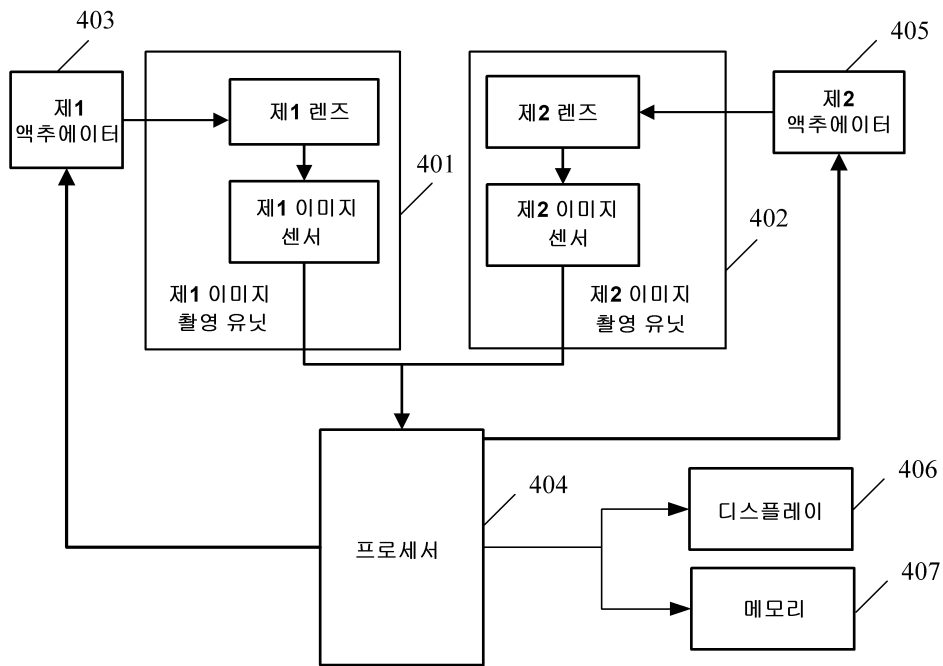 403
제1
액추에이터
제1 렌즈
제1 이미지
센서
제1 이미지
촬영 유닛
401
제2 렌즈
제2 이미지
센서
제2 이미지
촬영 유닛
402
405
제2
액추에이터
프로세서
404
디스플레이
406
메모리
407